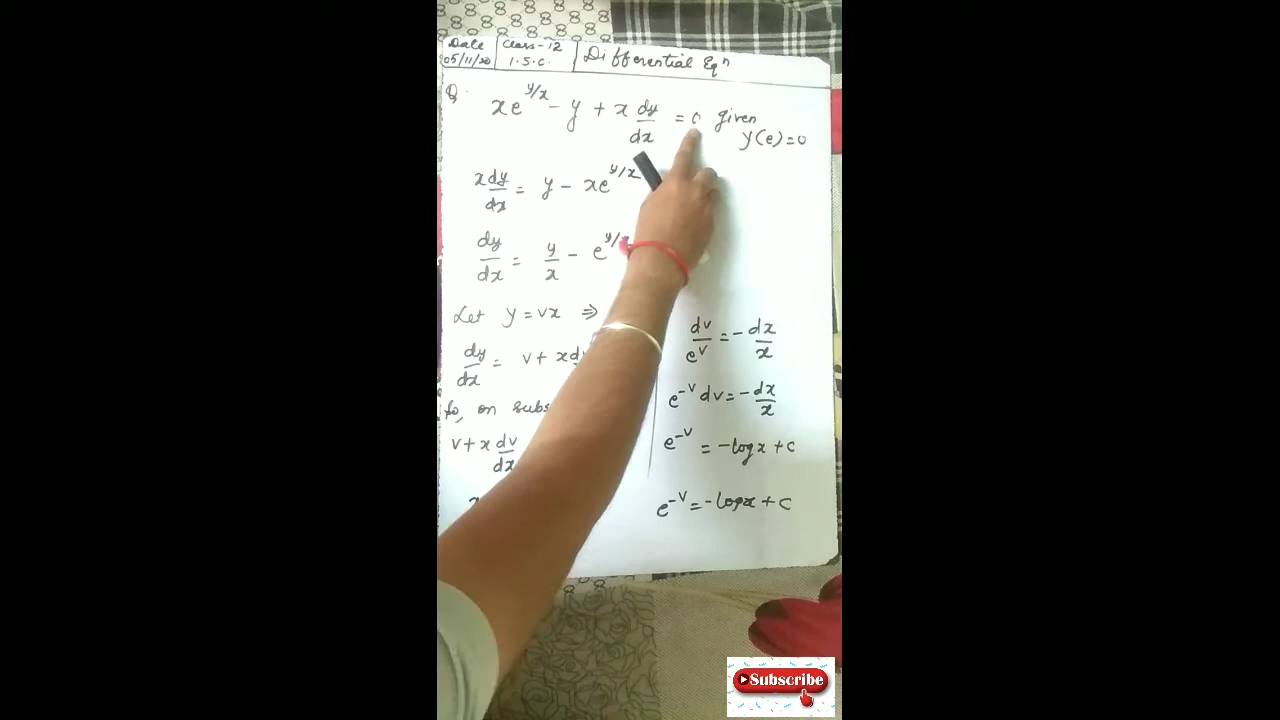 Date
05/11/20
Class-12
I.S.C.
Differential Eqⁿ
Q.
xe^{y/x} - y + x dy/dx = 0 given
y(e)=0
x dy/dx = y - xe^{y/x}
dy/dx = y/x - e^{y/
Let y = vx ⇒
dy/dx = v + x
So, on subs
v + x dv/dx
dv/e^v = - dx/x
e^{-v} dv = - dx/x
e^{-v} = -log x + c
e^{-v} = -log x + c
Subscribe